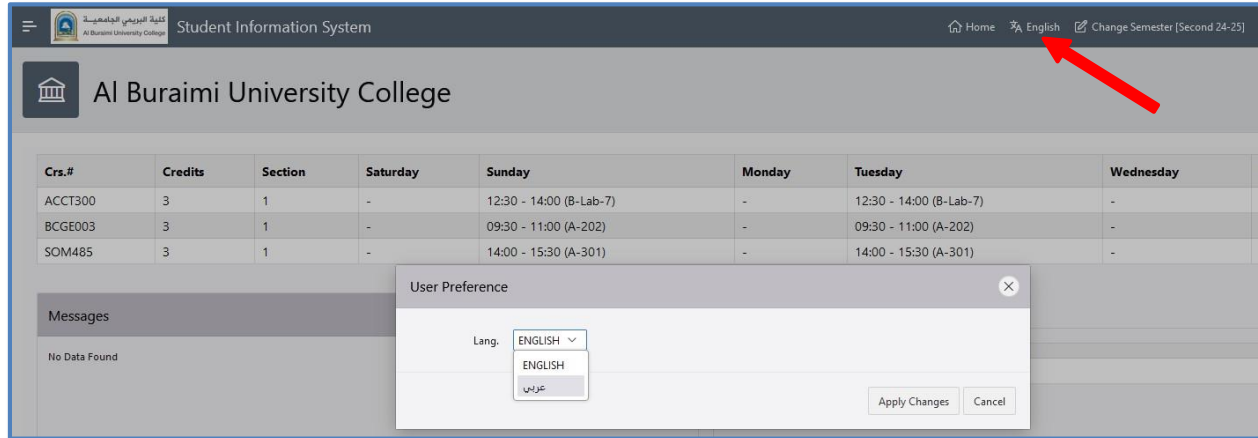 كلية البريمي الجامعيـة
Al Buraimi University College
Student Information System
Home
English
Change Semester [Second 24-25]
Al Buraimi University College
Crs.# Credits Section Saturday Sunday Monday Tuesday Wednesday
ACCT300 3 1 - 12:30 - 14:00 (B-Lab-7) - 12:30 - 14:00 (B-Lab-7) -
BCGE003 3 1 - 09:30 - 11:00 (A-202) - 09:30 - 11:00 (A-202) -
SOM485 3 1 - 14:00 - 15:30 (A-301) - 14:00 - 15:30 (A-301) -
Messages
No Data Found
User Preference
Lang. ENGLISH
ENGLISH
عربي
Apply Changes Cancel